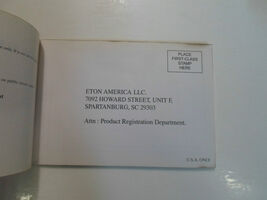 PLACE
FIRST-CLASS
STAMP
HERE
ETON AMERICA LLC.
7092 HOWARD STREET, UNIT F,
SPARTANBURG, SC 29303
Attn : Product Registration Department.